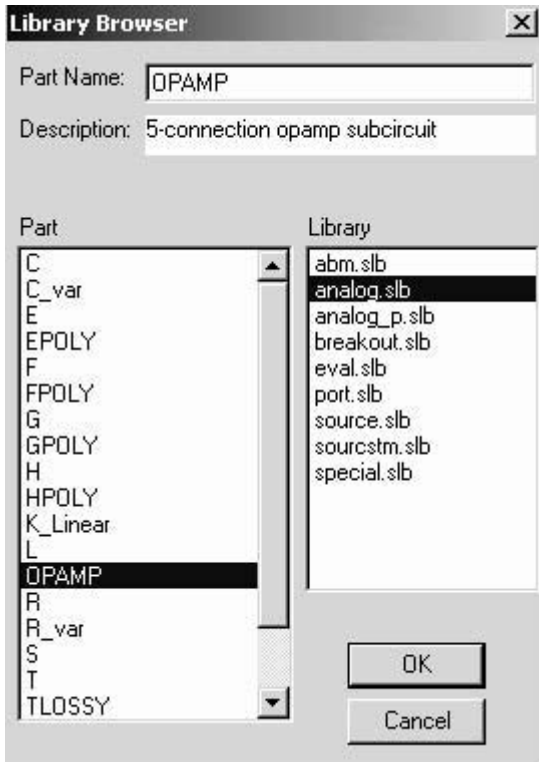 Library Browser
Part Name: OPAMP
Description: 5-connection opamp subcircuit
Part
C
C_var
E
EPOLY
F
FPOLY
G
GPOLY
H
HPOLY
K_Linear
L
OPAMP
R
R_var
S
T
TLOSSY
Library
abm.slb
analog.slb
analog_p.slb
breakout.slb
eval.slb
port.slb
source.slb
sourcstm.slb
special.slb
OK
Cancel